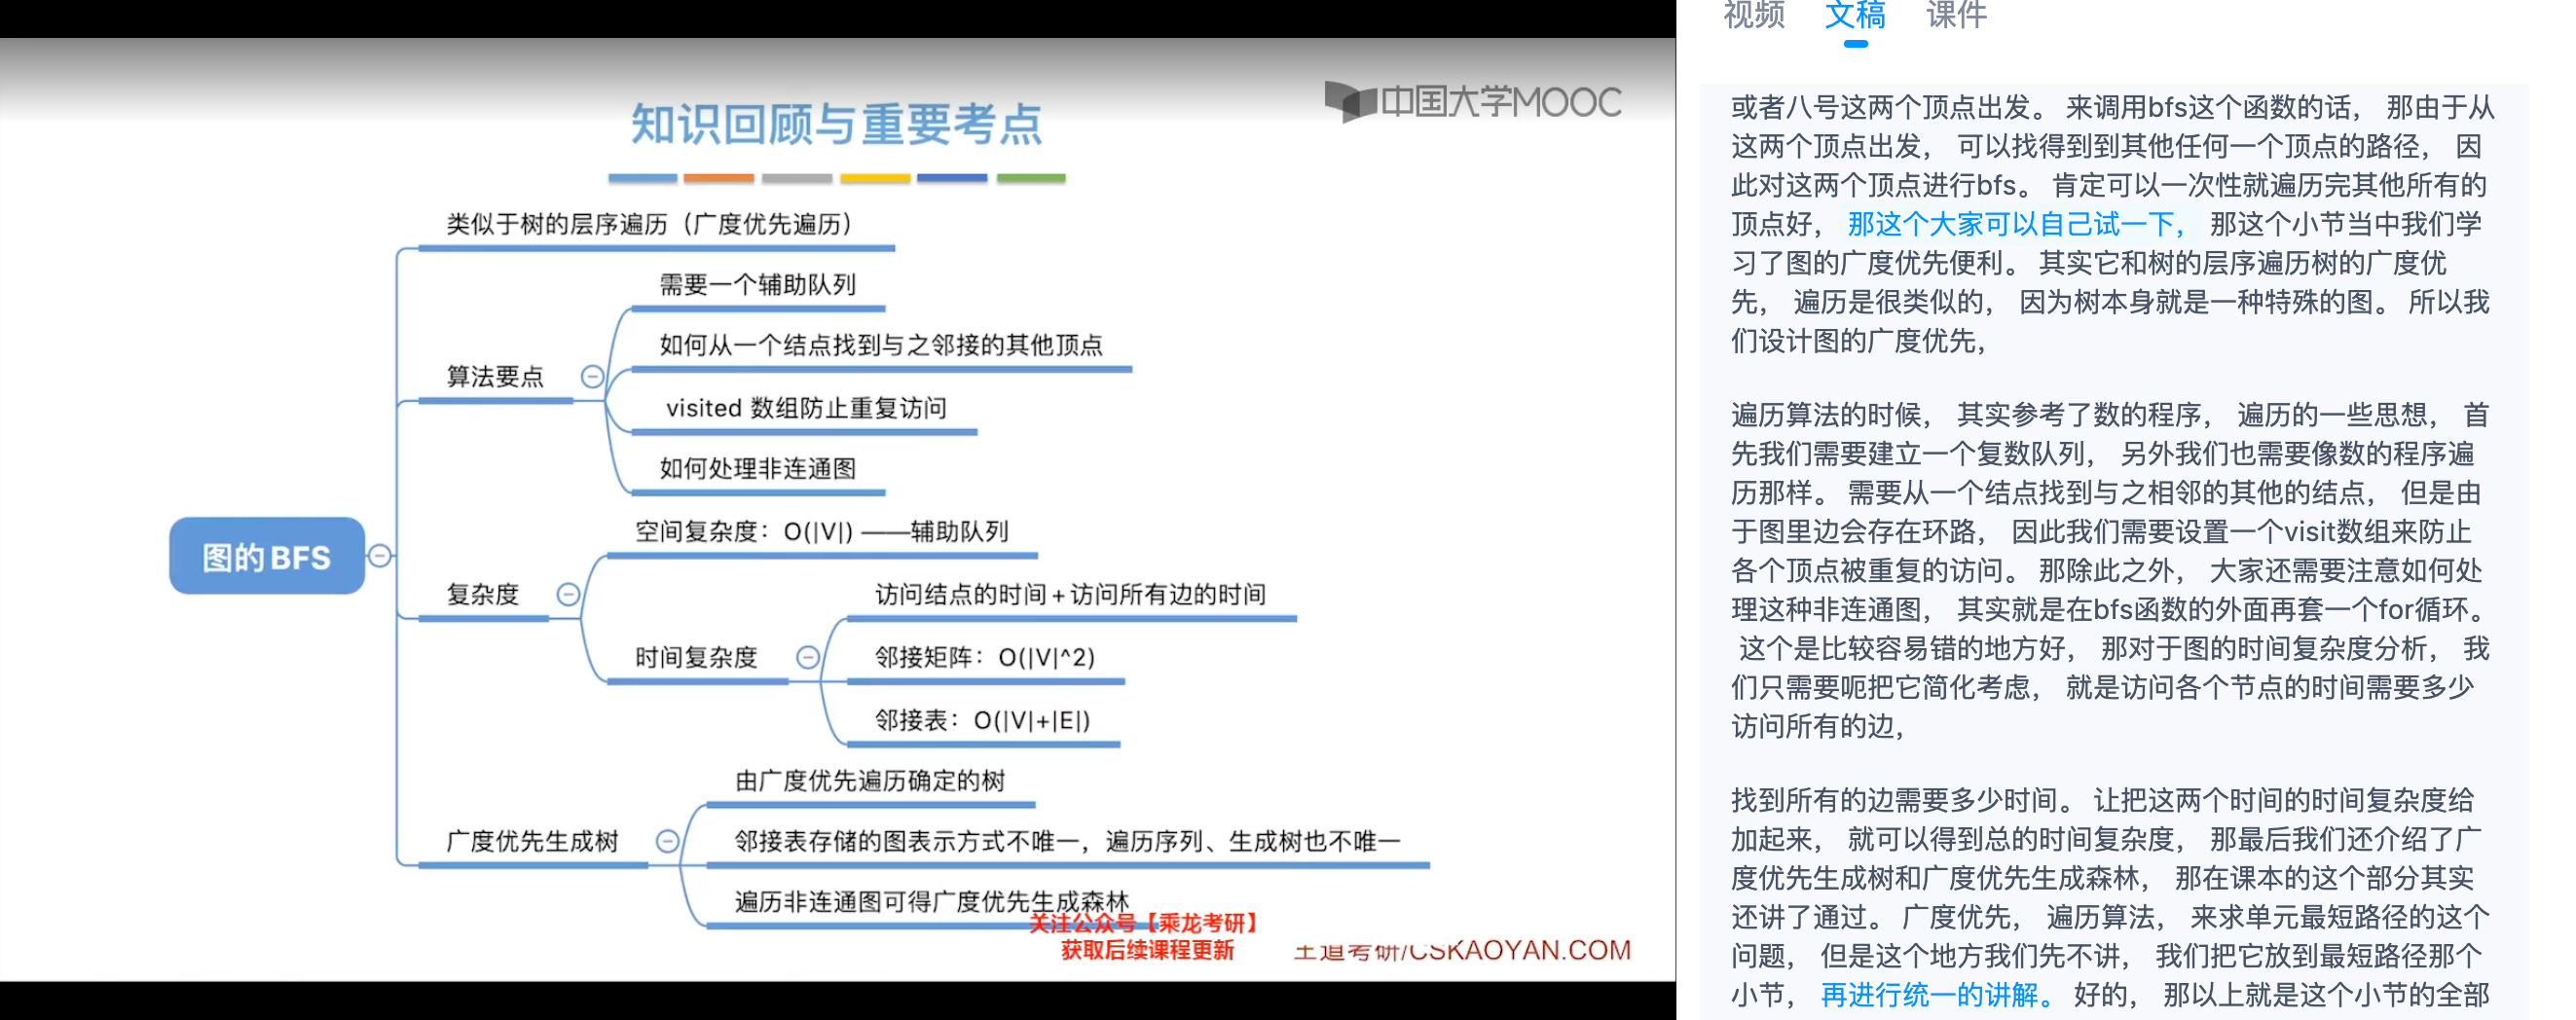 中国大学MOOC
知识回顾与重要考点
类似于树的层序遍历（广度优先遍历）
需要一个辅助队列
如何从一个结点找到与之邻接的其他顶点
算法要点
visited 数组防止重复访问
如何处理非连通图
图的BFS
空间复杂度：O(|V|) ——辅助队列
复杂度
访问结点的时间+访问所有边的时间
时间复杂度
邻接矩阵：O(|V|^2)
邻接表：O(|V|+|E|)
由广度优先遍历确定的树
广度优先生成树
邻接表存储的图表示方式不唯一，遍历序列、生成树也不唯一
遍历非连通图可得广度优先生成森林
关注公众号【乘龙考研】
获取后续课程更新
王道考研/CSKAOYAN.COM
视频 文稿 课件
或者八号这两个顶点出发。 来调用bfs这个函数的话， 那由于从
这两个顶点出发， 可以找得到到其他任何一个顶点的路径， 因
此对这两个顶点进行bfs。 肯定可以一次性就遍历完其他所有的
顶点好， 那这个大家可以自己试一下， 那这个小节当中我们学
习了图的广度优先便利。 其实它和树的层序遍历树的广度优
先， 遍历是很类似的， 因为树本身就是一种特殊的图。 所以我
们设计图的广度优先，
遍历算法的时候， 其实参考了数的程序， 遍历的一些思想， 首
先我们需要建立一个复数队列， 另外我们也需要像数的程序遍
历那样。 需要从一个结点找到与之相邻的其他的结点， 但是由
于图里边会存在环路， 因此我们需要设置一个visit数组来防止
各个顶点被重复的访问。 那除此之外， 大家还需要注意如何处
理这种非连通图， 其实就是在bfs函数的外面再套一个for循环。
这个是比较容易错的地方好， 那对于图的时间复杂度分析， 我
们只需要呃把它简化考虑， 就是访问各个节点的时间需要多少
访问所有的边，
找到所有的边需要多少时间。 让把这两个时间的时间复杂度给
加起来， 就可以得到总的时间复杂度， 那最后我们还介绍了广
度优先生成树和广度优先生成森林， 那在课本的这个部分其实
还讲了通过。 广度优先， 遍历算法， 来求单元最短路径的这个
问题， 但是这个地方我们先不讲， 我们把它放到最短路径那个
小节， 再进行统一的讲解。 好的， 那以上就是这个小节的全部